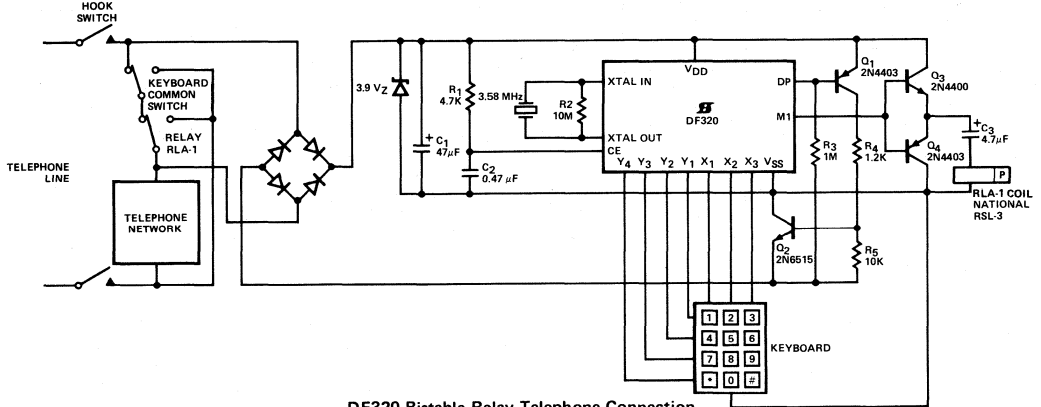 HOOK
SWITCH
KEYBOARD
COMMON
SWITCH
RELAY
RLA-1
TELEPHONE
LINE
TELEPHONE
NETWORK
3.9 VZ
+
C1
47µF
R1
4.7K
C2
0.47 µF
3.58 MHz
R2
10M
XTAL IN
XTAL OUT
CE
VDD
DF320
DP
M1
Y4 Y3 Y2 Y1 X1 X2 X3 VSS
R3
1M
Q1
2N4403
R4
1.2K
Q3
2N4400
Q4
2N4403
+
C3
4.7µF
P
RLA-1 COIL
NATIONAL
RSL-3
Q2
2N6515
R5
10K
1 2 3
4 5 6
7 8 9
* 0 #
KEYBOARD
DF320 Bistable Relay Telephone Connection